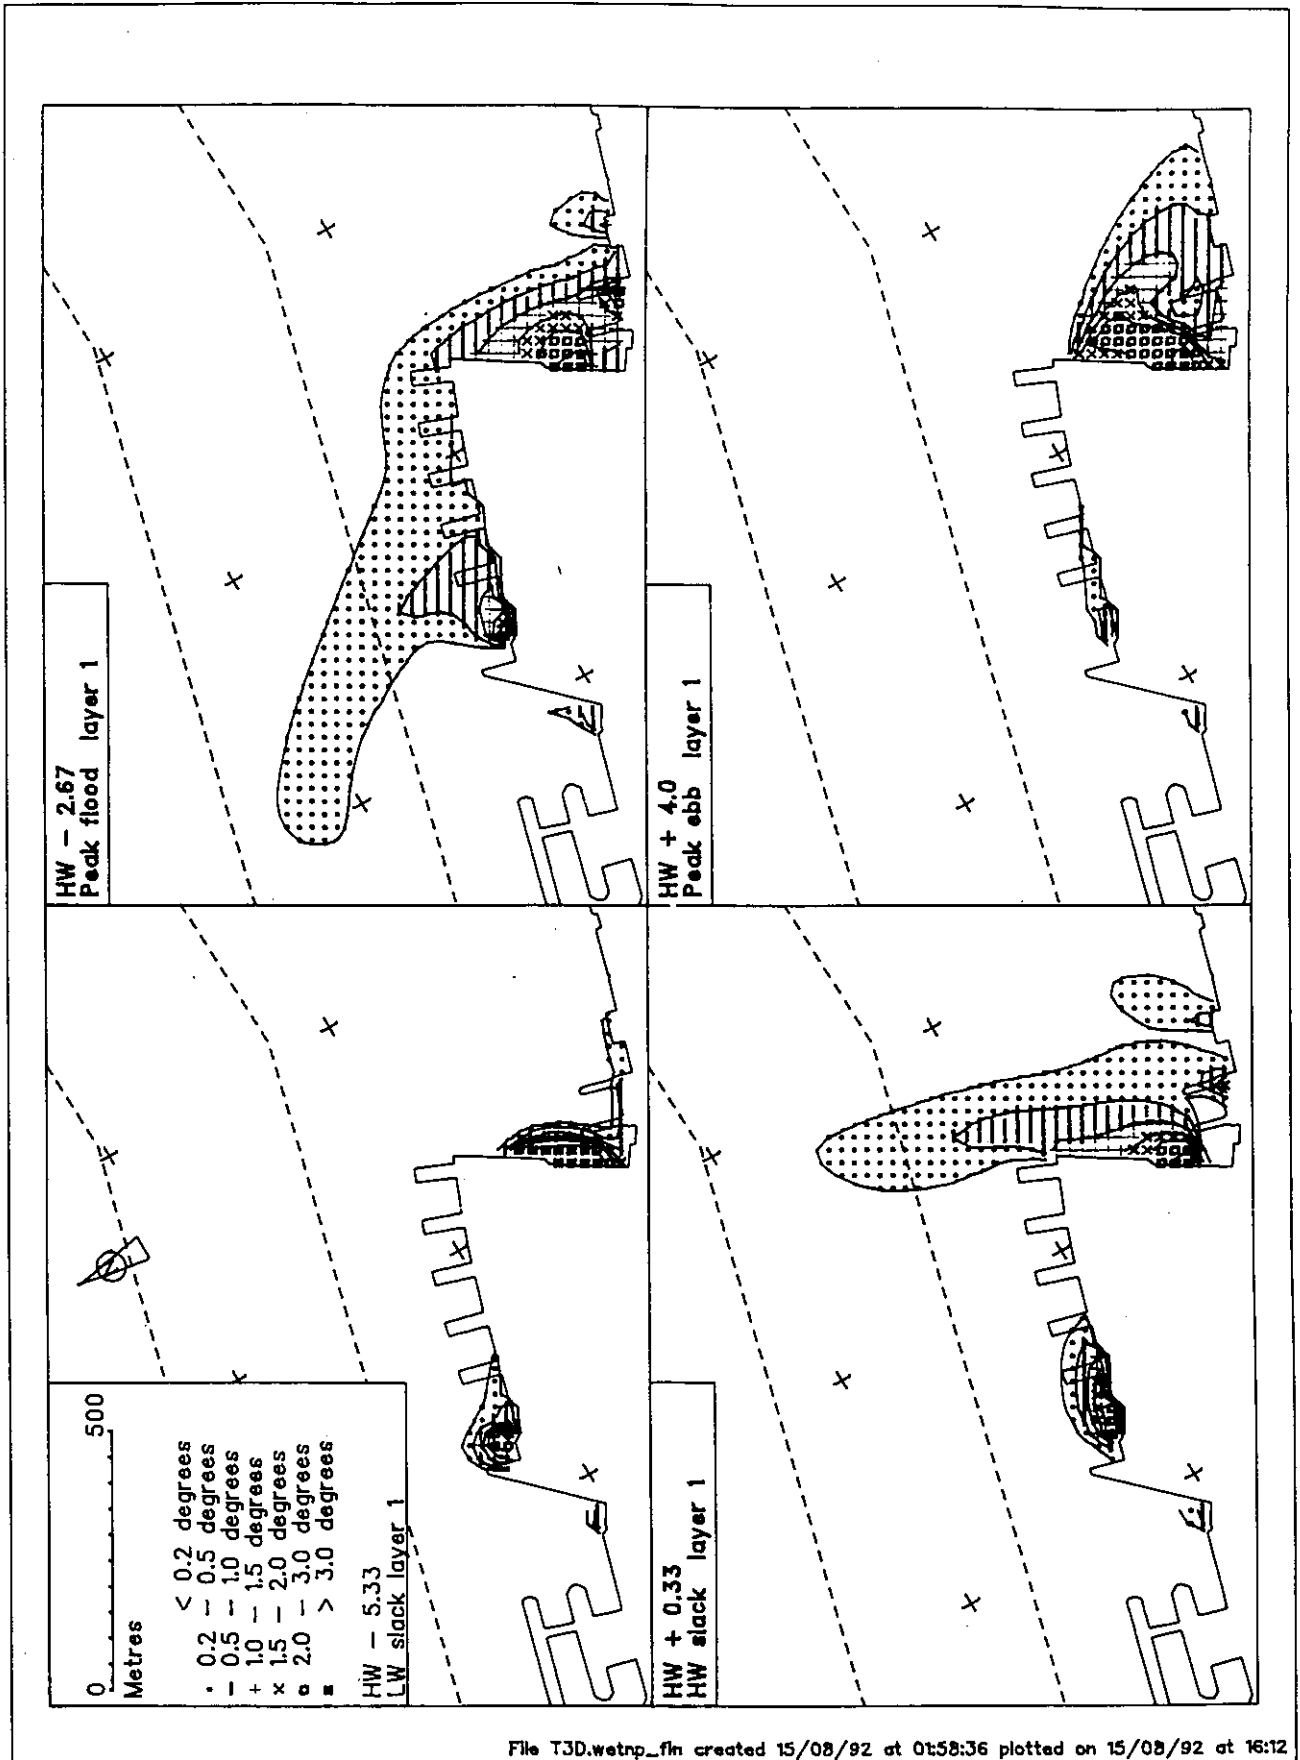 0 500
Metres
< 0.2 degrees
• 0.2 – 0.5 degrees
– 0.5 – 1.0 degrees
+ 1.0 – 1.5 degrees
× 1.5 – 2.0 degrees
▫ 2.0 – 3.0 degrees
▪ > 3.0 degrees
HW – 5.33
LW slack layer 1
HW – 2.67
Peak flood layer 1
HW + 0.33
HW slack layer 1
HW + 4.0
Peak ebb layer 1
File T3D.wetnp_fin created 15/08/92 at 01:58:36 plotted on 15/08/92 at 16:12